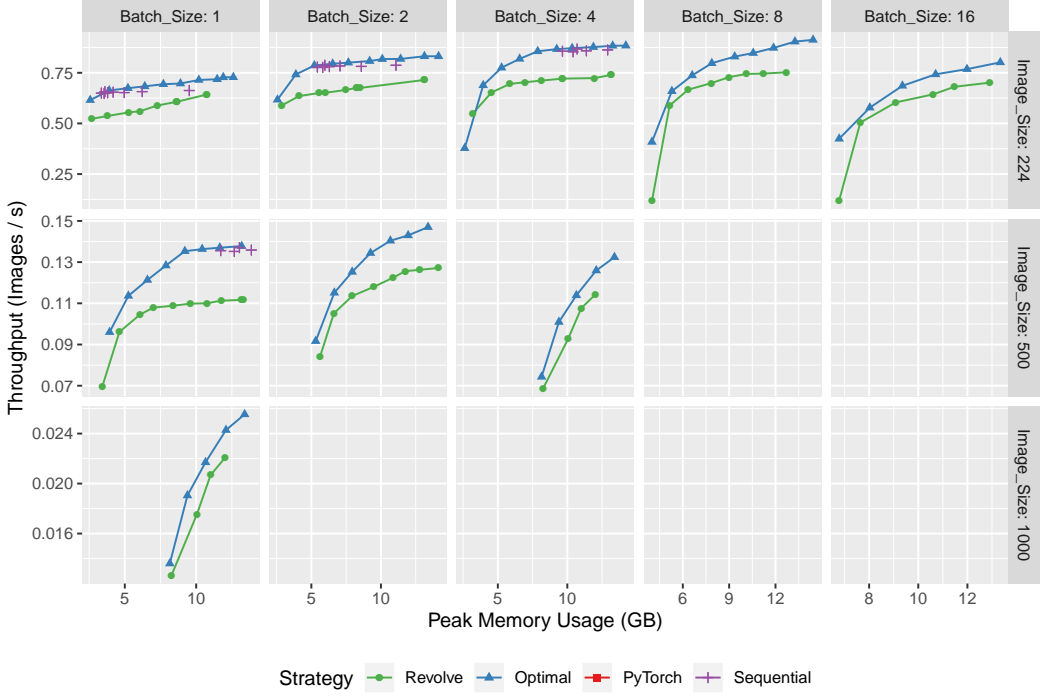 Batch_Size: 1
Batch_Size: 2
Batch_Size: 4
Batch_Size: 8
Batch_Size: 16
Throughput (Images / s)
0.75
0.50
0.25
Image_Size: 224
0.15
0.13
0.11
0.09
0.07
Image_Size: 500
0.024
0.020
0.016
Image_Size: 1000
5 10
5 10
5 10
6 9 12
8 10 12
Peak Memory Usage (GB)
Strategy Revolve Optimal PyTorch Sequential